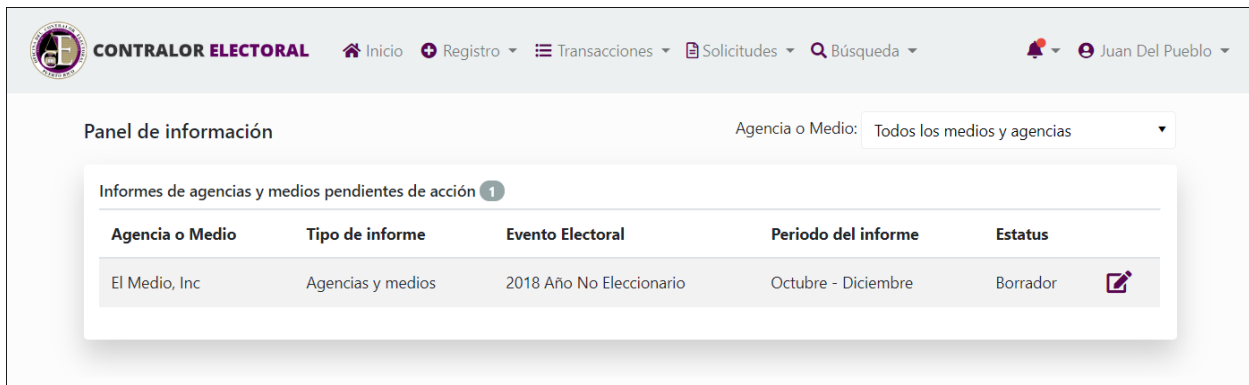 CONTRALOR ELECTORAL Inicio Registro Transacciones Solicitudes Búsqueda Juan Del Pueblo
Panel de información Agencia o Medio: Todos los medios y agencias
Informes de agencias y medios pendientes de acción 1
Agencia o Medio Tipo de informe Evento Electoral Periodo del informe Estatus
El Medio, Inc Agencias y medios 2018 Año No Eleccionario Octubre - Diciembre Borrador